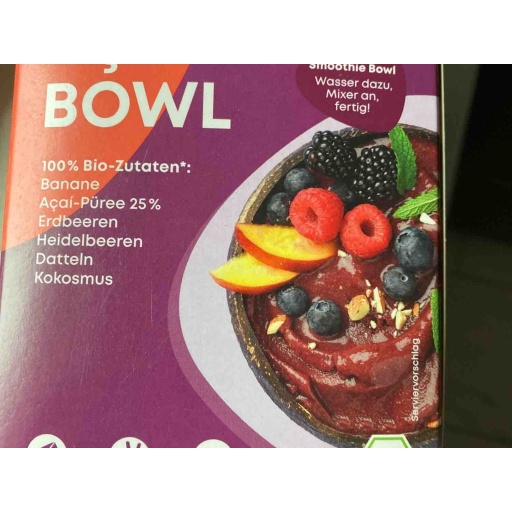 BOWL
100% Bio-Zutaten*:
Banane
Açaí-Püree 25%
Erdbeeren
Heidelbeeren
Datteln
Kokosmus
Smoothie Bowl
Wasser dazu,
Mixer an,
fertig!
Serviervorschlag